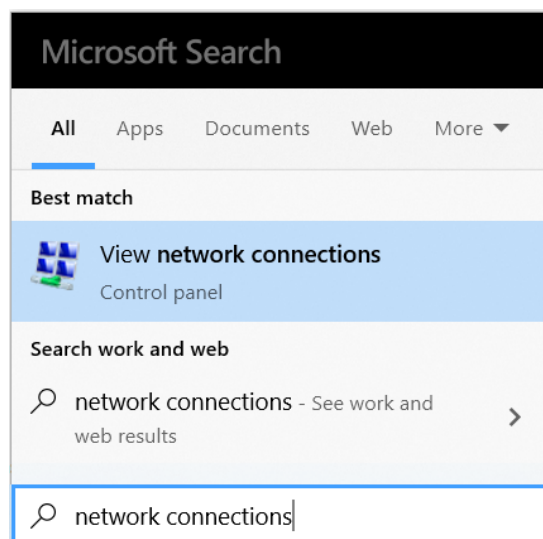 Microsoft Search
All Apps Documents Web More
Best match
View network connections
Control panel
Search work and web
network connections - See work and
web results
network connections